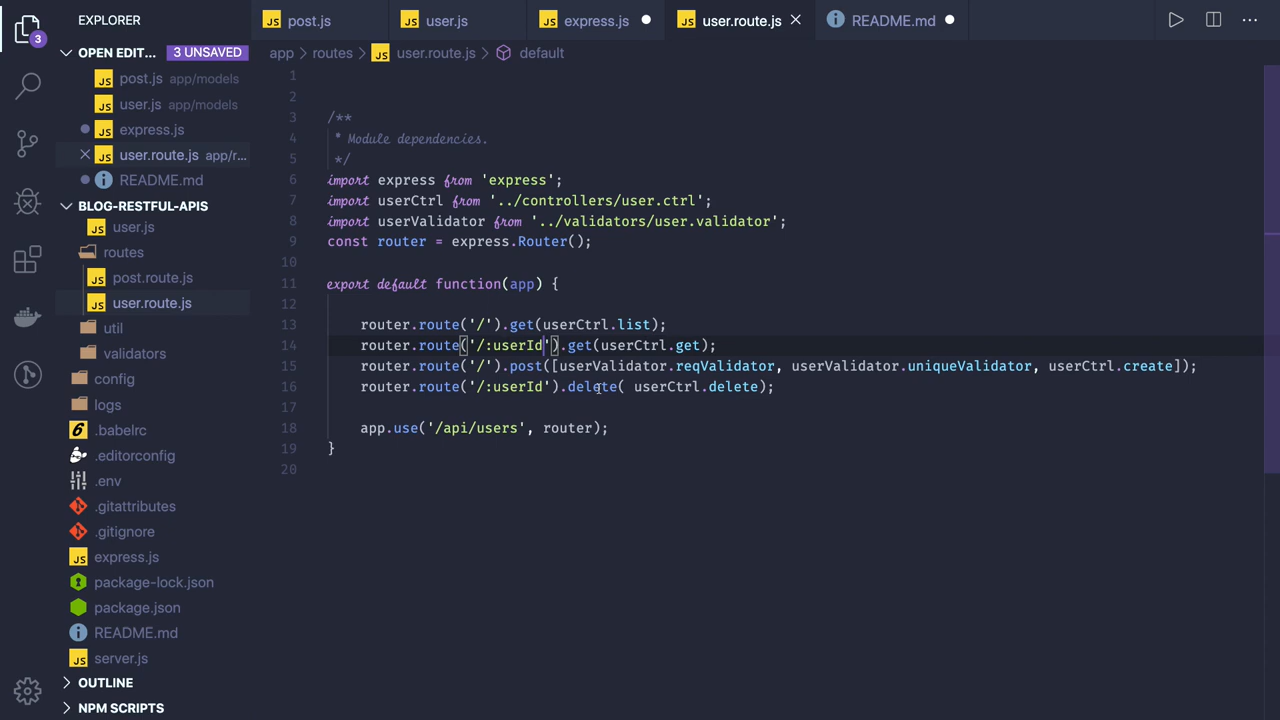 EXPLORER
post.js
user.js
express.js
user.route.js
README.md
OPEN EDIT...
3 UNSAVED
app > routes > user.route.js > default
post.js app/models
user.js app/models
express.js
user.route.js app/r...
README.md
3
BLOG-RESTFUL-APIS
user.js
routes
post.route.js
user.route.js
util
validators
config
logs
.babelrc
.editorconfig
.env
.gitattributes
.gitignore
express.js
package-lock.json
package.json
README.md
server.js
OUTLINE
NPM SCRIPTS
1
2
3 /**
4 * Module dependencies.
5 */
6 import express from 'express';
7 import userCtrl from '../controllers/user.ctrl';
8 import userValidator from '../validators/user.validator';
9 const router = express.Router();
10
11 export default function(app) {
12
13 router.route('/').get(userCtrl.list);
14 router.route('/:userId').get(userCtrl.get);
15 router.route('/').post([userValidator.reqValidator, userValidator.uniqueValidator, userCtrl.create]);
16 router.route('/:userId').delete( userCtrl.delete);
17
18 app.use('/api/users', router);
19 }
20